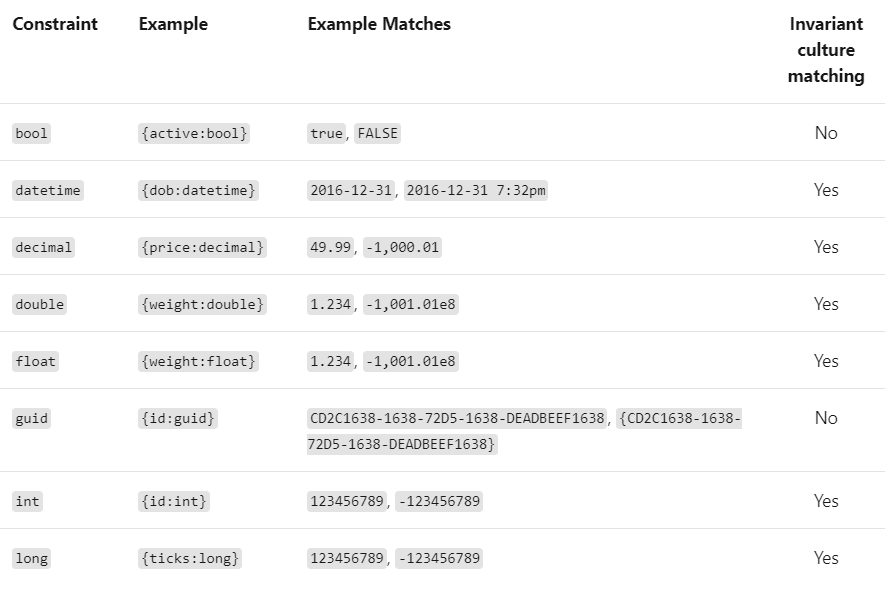 Constraint Example Example Matches Invariant
culture
matching
bool {active:bool} true, FALSE No
datetime {dob:datetime} 2016-12-31, 2016-12-31 7:32pm Yes
decimal {price:decimal} 49.99, -1,000.01 Yes
double {weight:double} 1.234, -1,001.01e8 Yes
float {weight:float} 1.234, -1,001.01e8 Yes
guid {id:guid} CD2C1638-1638-72D5-1638-DEADBEEF1638, {CD2C1638-1638- No
72D5-1638-DEADBEEF1638}
int {id:int} 123456789, -123456789 Yes
long {ticks:long} 123456789, -123456789 Yes